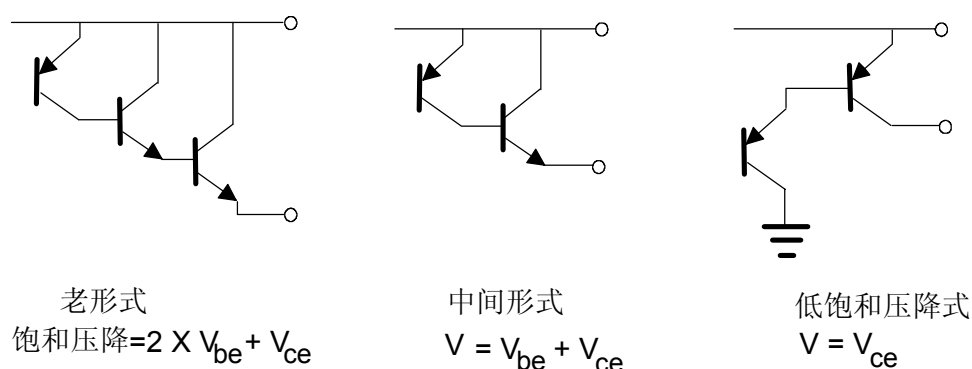 老形式
饱和压降=2 X Vbe+ Vce
中间形式
V = Vbe + Vce
低饱和压降式
V = Vce